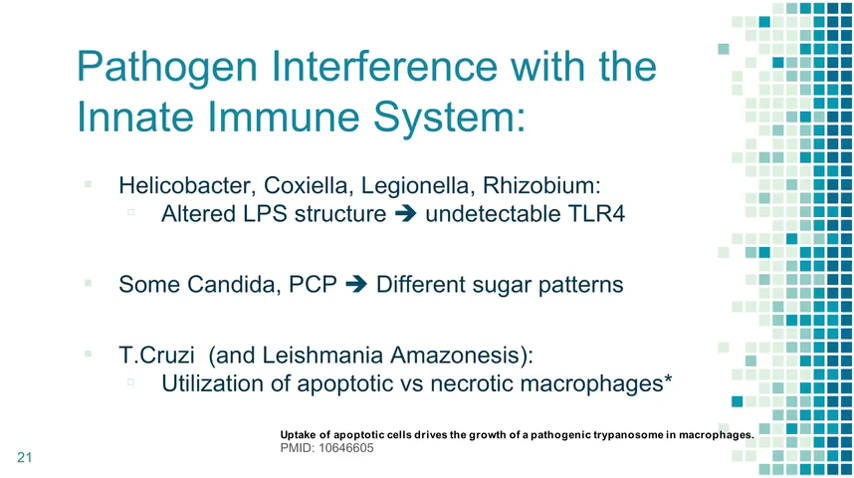 Pathogen Interference with the
Innate Immune System:
Helicobacter, Coxiella, Legionella, Rhizobium:
Altered LPS structure ➔ undetectable TLR4
Some Candida, PCP ➔ Different sugar patterns
T.Cruzi (and Leishmania Amazonesis):
Utilization of apoptotic vs necrotic macrophages*
Uptake of apoptotic cells drives the growth of a pathogenic trypanosome in macrophages.
PMID: 10646605
21